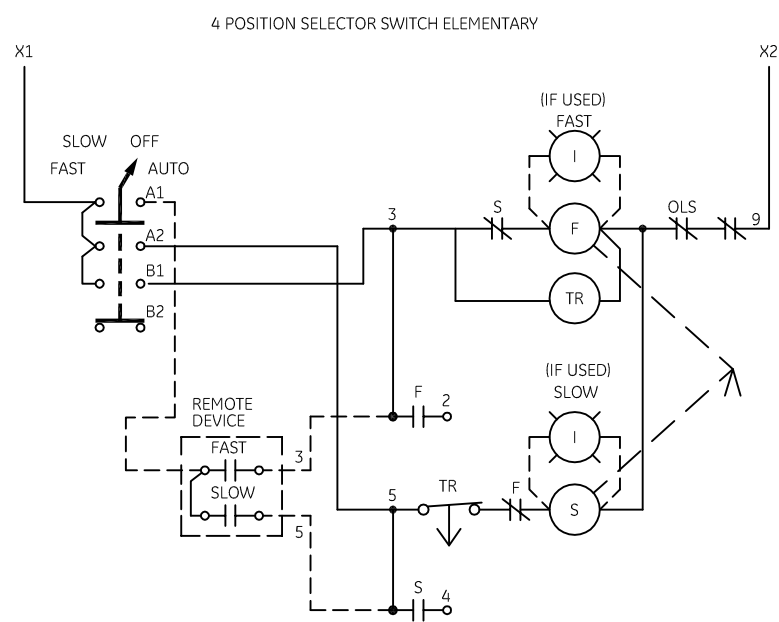 4 POSITION SELECTOR SWITCH ELEMENTARY
X1
X2
(IF USED)
FAST
I
SLOW OFF
FAST AUTO
A1
A2
B1
B2
3
S
F
OLS
9
TR
(IF USED)
SLOW
I
F
2
REMOTE
DEVICE
FAST
3
SLOW
5
5
TR
F
S
S
4